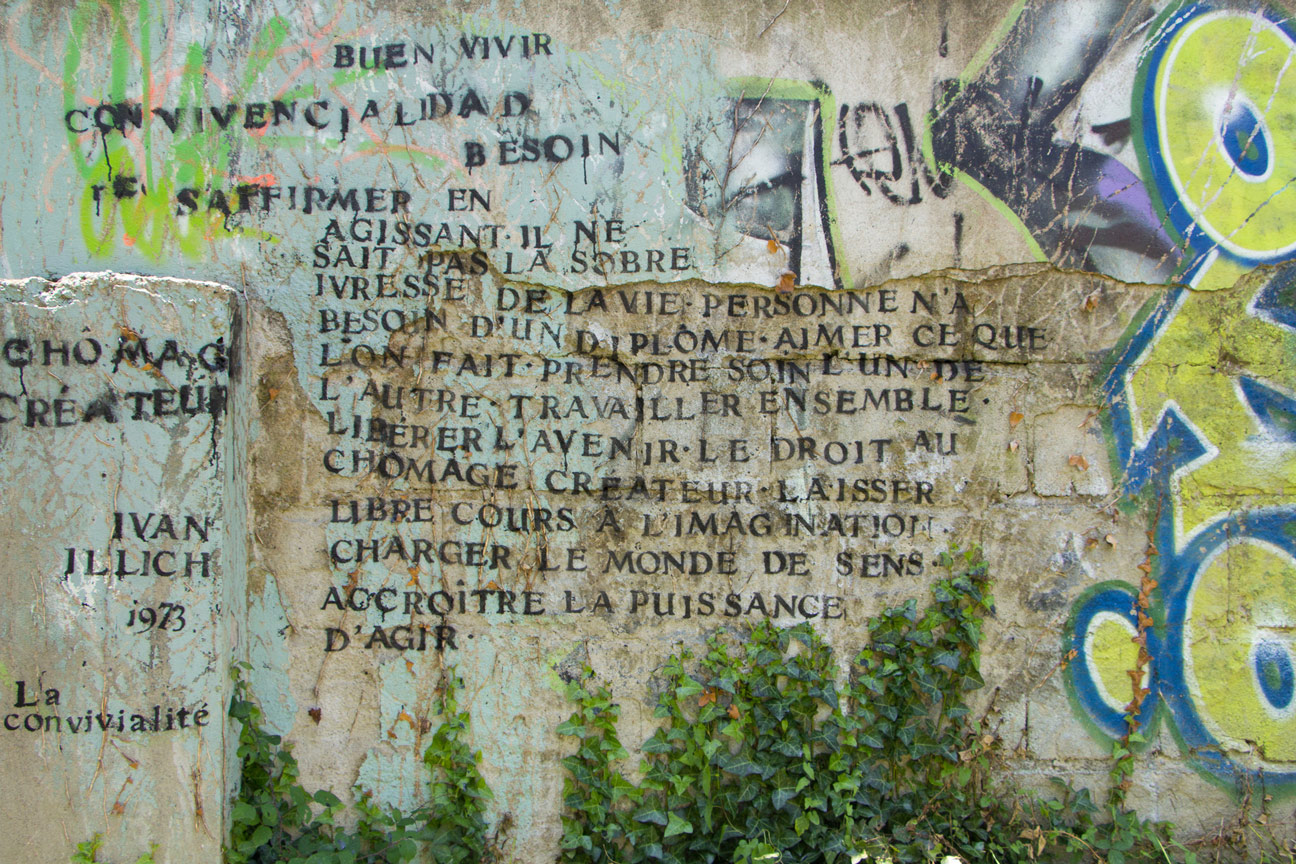 BUEN VIVIR
CONVIVENCIALIDAD
BESOIN
DE S'AFFIRMER EN
AGISSANT. IL NE
SAIT PAS LA SOBRE
IVRESSE DE LA VIE. PERSONNE N'A
BESOIN D'UN DIPLÔME. AIMER CE QUE
L'ON FAIT. PRENDRE SOIN L'UN DE
L'AUTRE. TRAVAILLER ENSEMBLE.
LIBÉRER L'AVENIR. LE DROIT AU
CHÔMAGE CRÉATEUR. LAISSER
LIBRE COURS À L'IMAGINATION.
CHARGER LE MONDE DE SENS.
ACCROITRE LA PUISSANCE
D'AGIR.
CHÔMAG
CRÉATEUR
IVAN
ILLICH
1973
La
convivialité